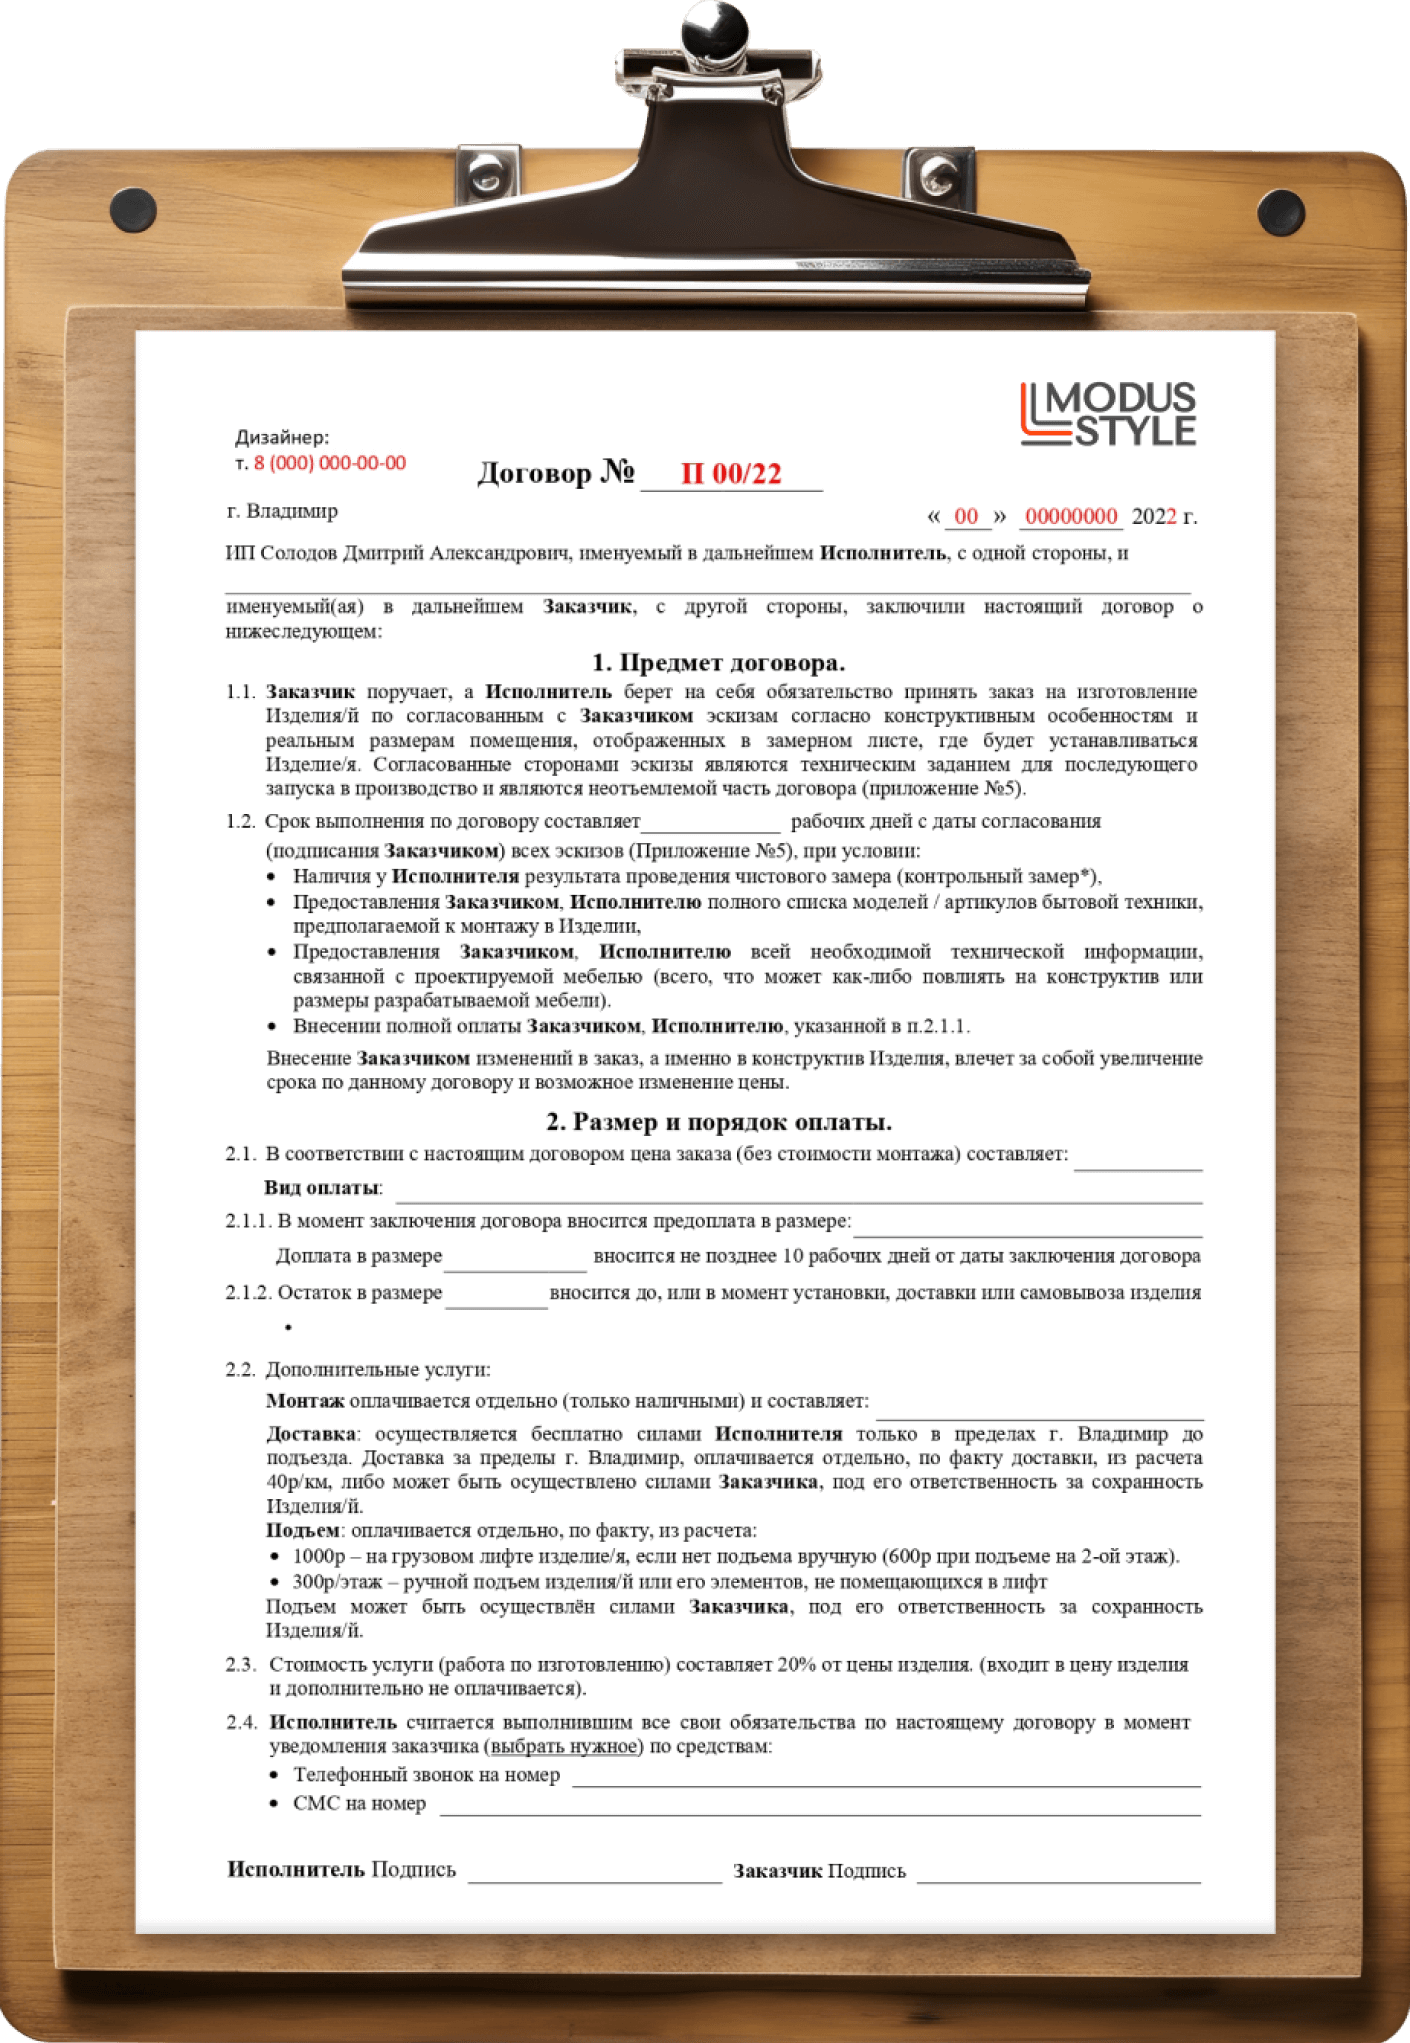 MODUS
STYLE
Дизайнер:
т. 8 (000) 000-00-00
Договор № П 00/22
г. Владимир
« 00 » 00000000 2022 г.
ИП Солодов Дмитрий Александрович, именуемый в дальнейшем Исполнитель, с одной стороны, и
именуемый(ая) в дальнейшем Заказчик, с другой стороны, заключили настоящий договор о
нижеследующем:
1. Предмет договора.
1.1. Заказчик поручает, а Исполнитель берет на себя обязательство принять заказ на изготовление
Изделия/й по согласованным с Заказчиком эскизам согласно конструктивным особенностям и
реальным размерам помещения, отображенных в замерном листе, где будет устанавливаться
Изделие/я. Согласованные сторонами эскизы являются техническим заданием для последующего
запуска в производство и являются неотъемлемой часть договора (приложение №5).
1.2. Срок выполнения по договору составляет_____________ рабочих дней с даты согласования
(подписания Заказчиком) всех эскизов (Приложение №5), при условии:
• Наличия у Исполнителя результата проведения чистового замера (контрольный замер*),
• Предоставления Заказчиком, Исполнителю полного списка моделей / артикулов бытовой техники,
предполагаемой к монтажу в Изделии,
• Предоставления Заказчиком, Исполнителю всей необходимой технической информации,
связанной с проектируемой мебелью (всего, что может как-либо повлиять на конструктив или
размеры разрабатываемой мебели).
• Внесении полной оплаты Заказчиком, Исполнителю, указанной в п.2.1.1.
Внесение Заказчиком изменений в заказ, а именно в конструктив Изделия, влечет за собой увеличение
срока по данному договору и возможное изменение цены.
2. Размер и порядок оплаты.
2.1. В соответствии с настоящим договором цена заказа (без стоимости монтажа) составляет: ____________
Вид оплаты: ____________
2.1.1. В момент заключения договора вносится предоплата в размере:____________
Доплата в размере____________ вносится не позднее 10 рабочих дней от даты заключения договора
2.1.2. Остаток в размере__________вносится до, или в момент установки, доставки или самовывоза изделия
•
2.2. Дополнительные услуги:
Монтаж оплачивается отдельно (только наличными) и составляет: ____________
Доставка: осуществляется бесплатно силами Исполнителя только в пределах г. Владимир до
подъезда. Доставка за пределы г. Владимир, оплачивается отдельно, по факту доставки, из расчета
40р/км, либо может быть осуществлено силами Заказчика, под его ответственность за сохранность
Изделия/й.
Подъем: оплачивается отдельно, по факту, из расчета:
• 1000р – на грузовом лифте изделие/я, если нет подъема вручную (600р при подъеме на 2-ой этаж).
• 300р/этаж – ручной подъем изделия/й или его элементов, не помещающихся в лифт
Подъем может быть осуществлён силами Заказчика, под его ответственность за сохранность
Изделия/й.
2.3. Стоимость услуги (работа по изготовлению) составляет 20% от цены изделия. (входит в цену изделия
и дополнительно не оплачивается).
2.4. Исполнитель считается выполнившим все свои обязательства по настоящему договору в момент
уведомления заказчика (выбрать нужное) по средствам:
• Телефонный звонок на номер ____________
• СМС на номер ____________
Исполнитель Подпись ____________ Заказчик Подпись ____________